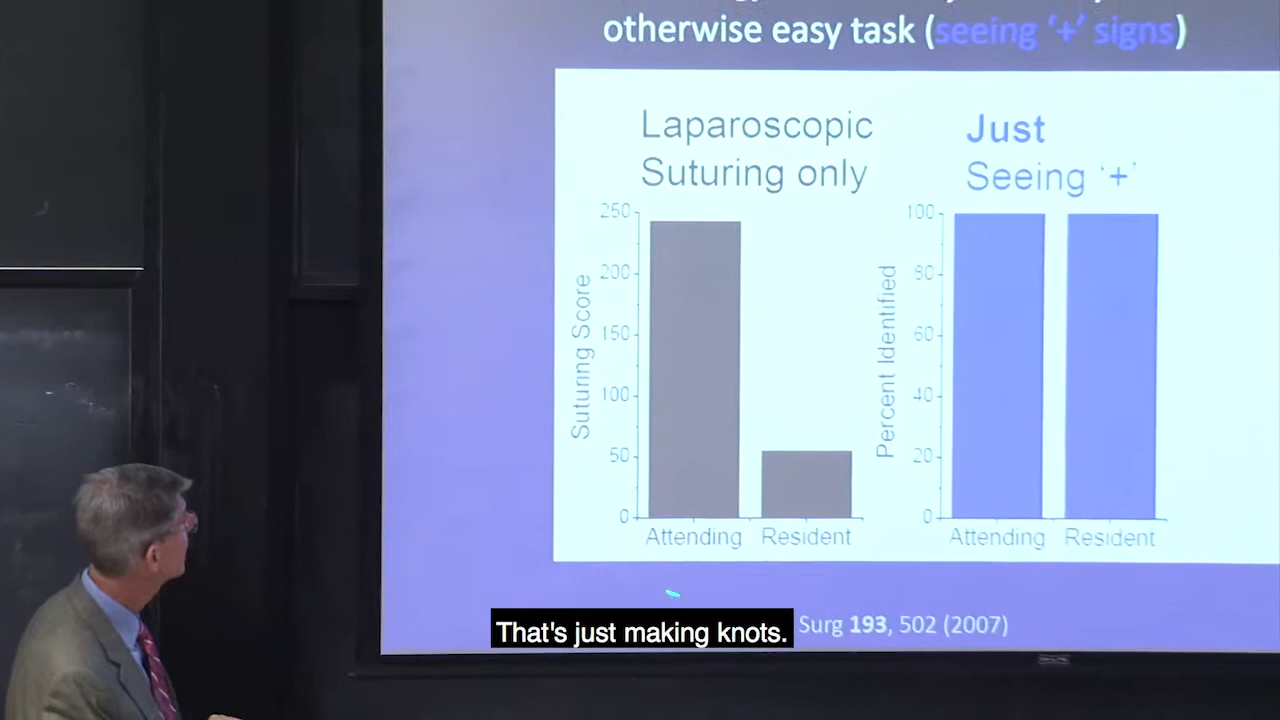 otherwise easy task (seeing ‘+’ signs)
Laparoscopic
Suturing only
Just
Seeing '+'
250
200
150
100
50
0
Suturing Score
Attending Resident
100
80
60
40
20
0
Percent Identified
Attending Resident
That's just making knots.
Surg 193, 502 (2007)